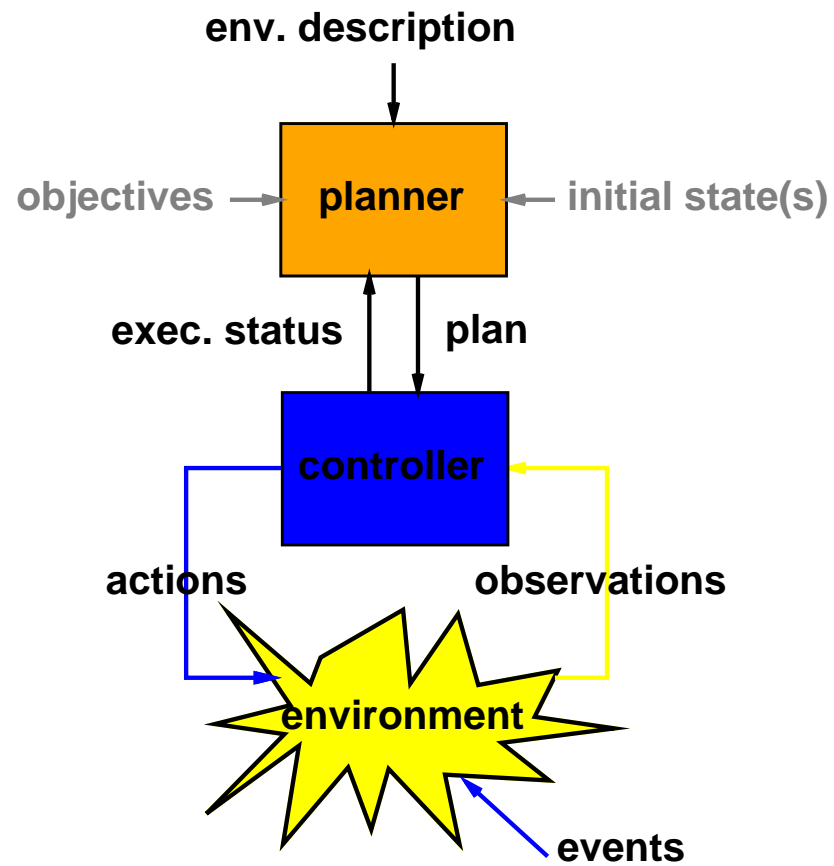 env. description
objectives
planner
initial state(s)
exec. status
plan
controller
actions
observations
environment
events